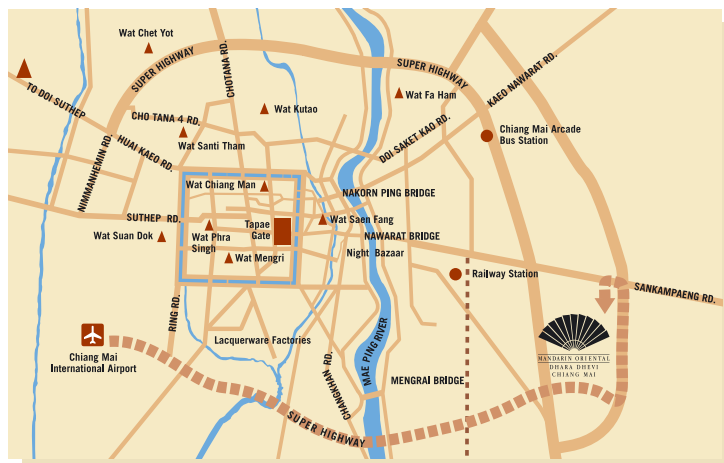 Wat Chet Yot
SUPER HIGHWAY
CHOTANA RD.
SUPER HIGHWAY
KAEO NAWARAT RD.
TO DOI SUTHEP
Wat Kutao
Wat Fa Ham
CHO TANA 4 RD.
Wat Santi Tham
HUAI KAEO RD.
NIMMANHEMIN RD.
DOI SAKET KAO RD.
Chiang Mai Arcade
Bus Station
Wat Chiang Man
NAKORN PING BRIDGE
SUTHEP RD.
Wat Suan Dok
Wat Phra
Singh
Tapae
Gate
Wat Saen Fang
NAWARAT BRIDGE
Night Bazaar
Wat Mengri
Railway Station
SANKAMPAENG RD.
RING RD.
Lacquerware Factories
Chiang Mai
International Airport
CHANGKHAN RD.
MAE PING RIVER
MENGRAI BRIDGE
MANDARIN ORIENTAL
DHARA DHEVI
CHIANG MAI
SUPER HIGHWAY